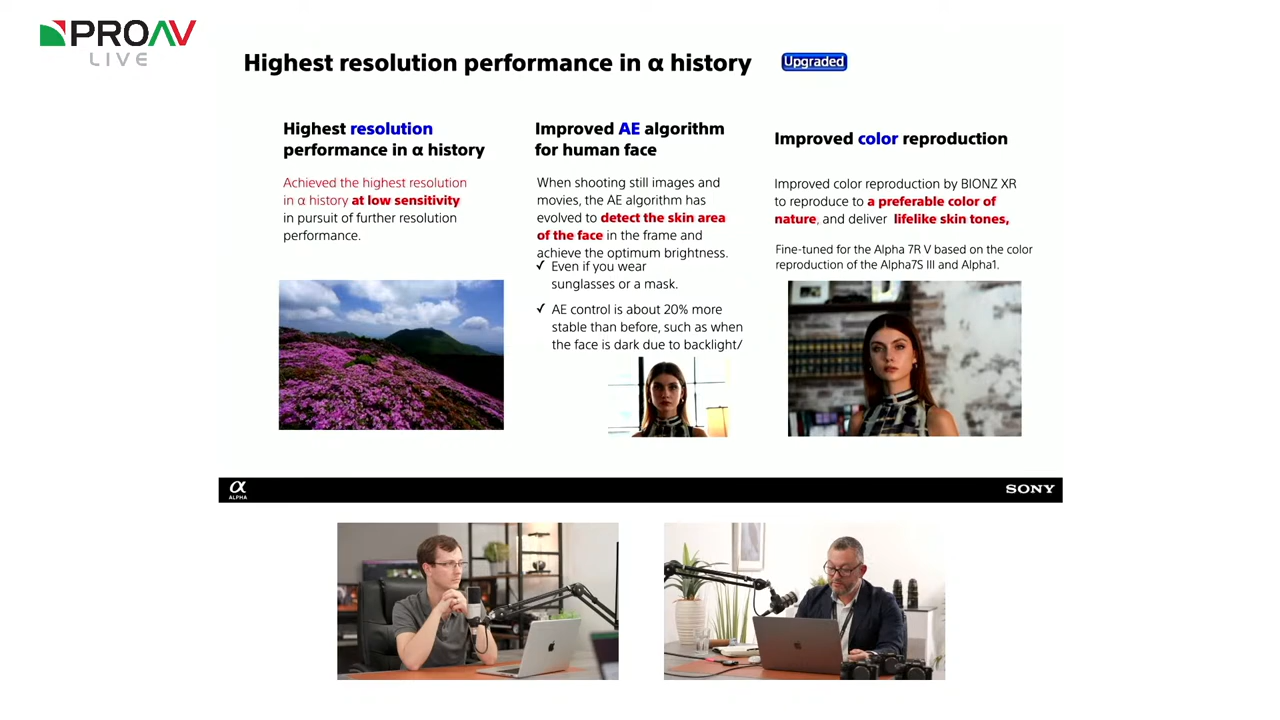 PROAV
LIVE
Highest resolution performance in α history
Upgraded
Highest resolution
performance in α history
Achieved the highest resolution
in α history at low sensitivity
in pursuit of further resolution
performance.
Improved AE algorithm
for human face
When shooting still images and
movies, the AE algorithm has
evolved to detect the skin area
of the face in the frame and
achieve the optimum brightness.
✓ Even if you wear
sunglasses or a mask.
✓ AE control is about 20% more
stable than before, such as when
the face is dark due to backlight/
Improved color reproduction
Improved color reproduction by BIONZ XR
to reproduce to a preferable color of
nature, and deliver lifelike skin tones,
Fine-tuned for the Alpha 7R V based on the color
reproduction of the Alpha7S III and Alpha1.
α
ALPHA
SONY